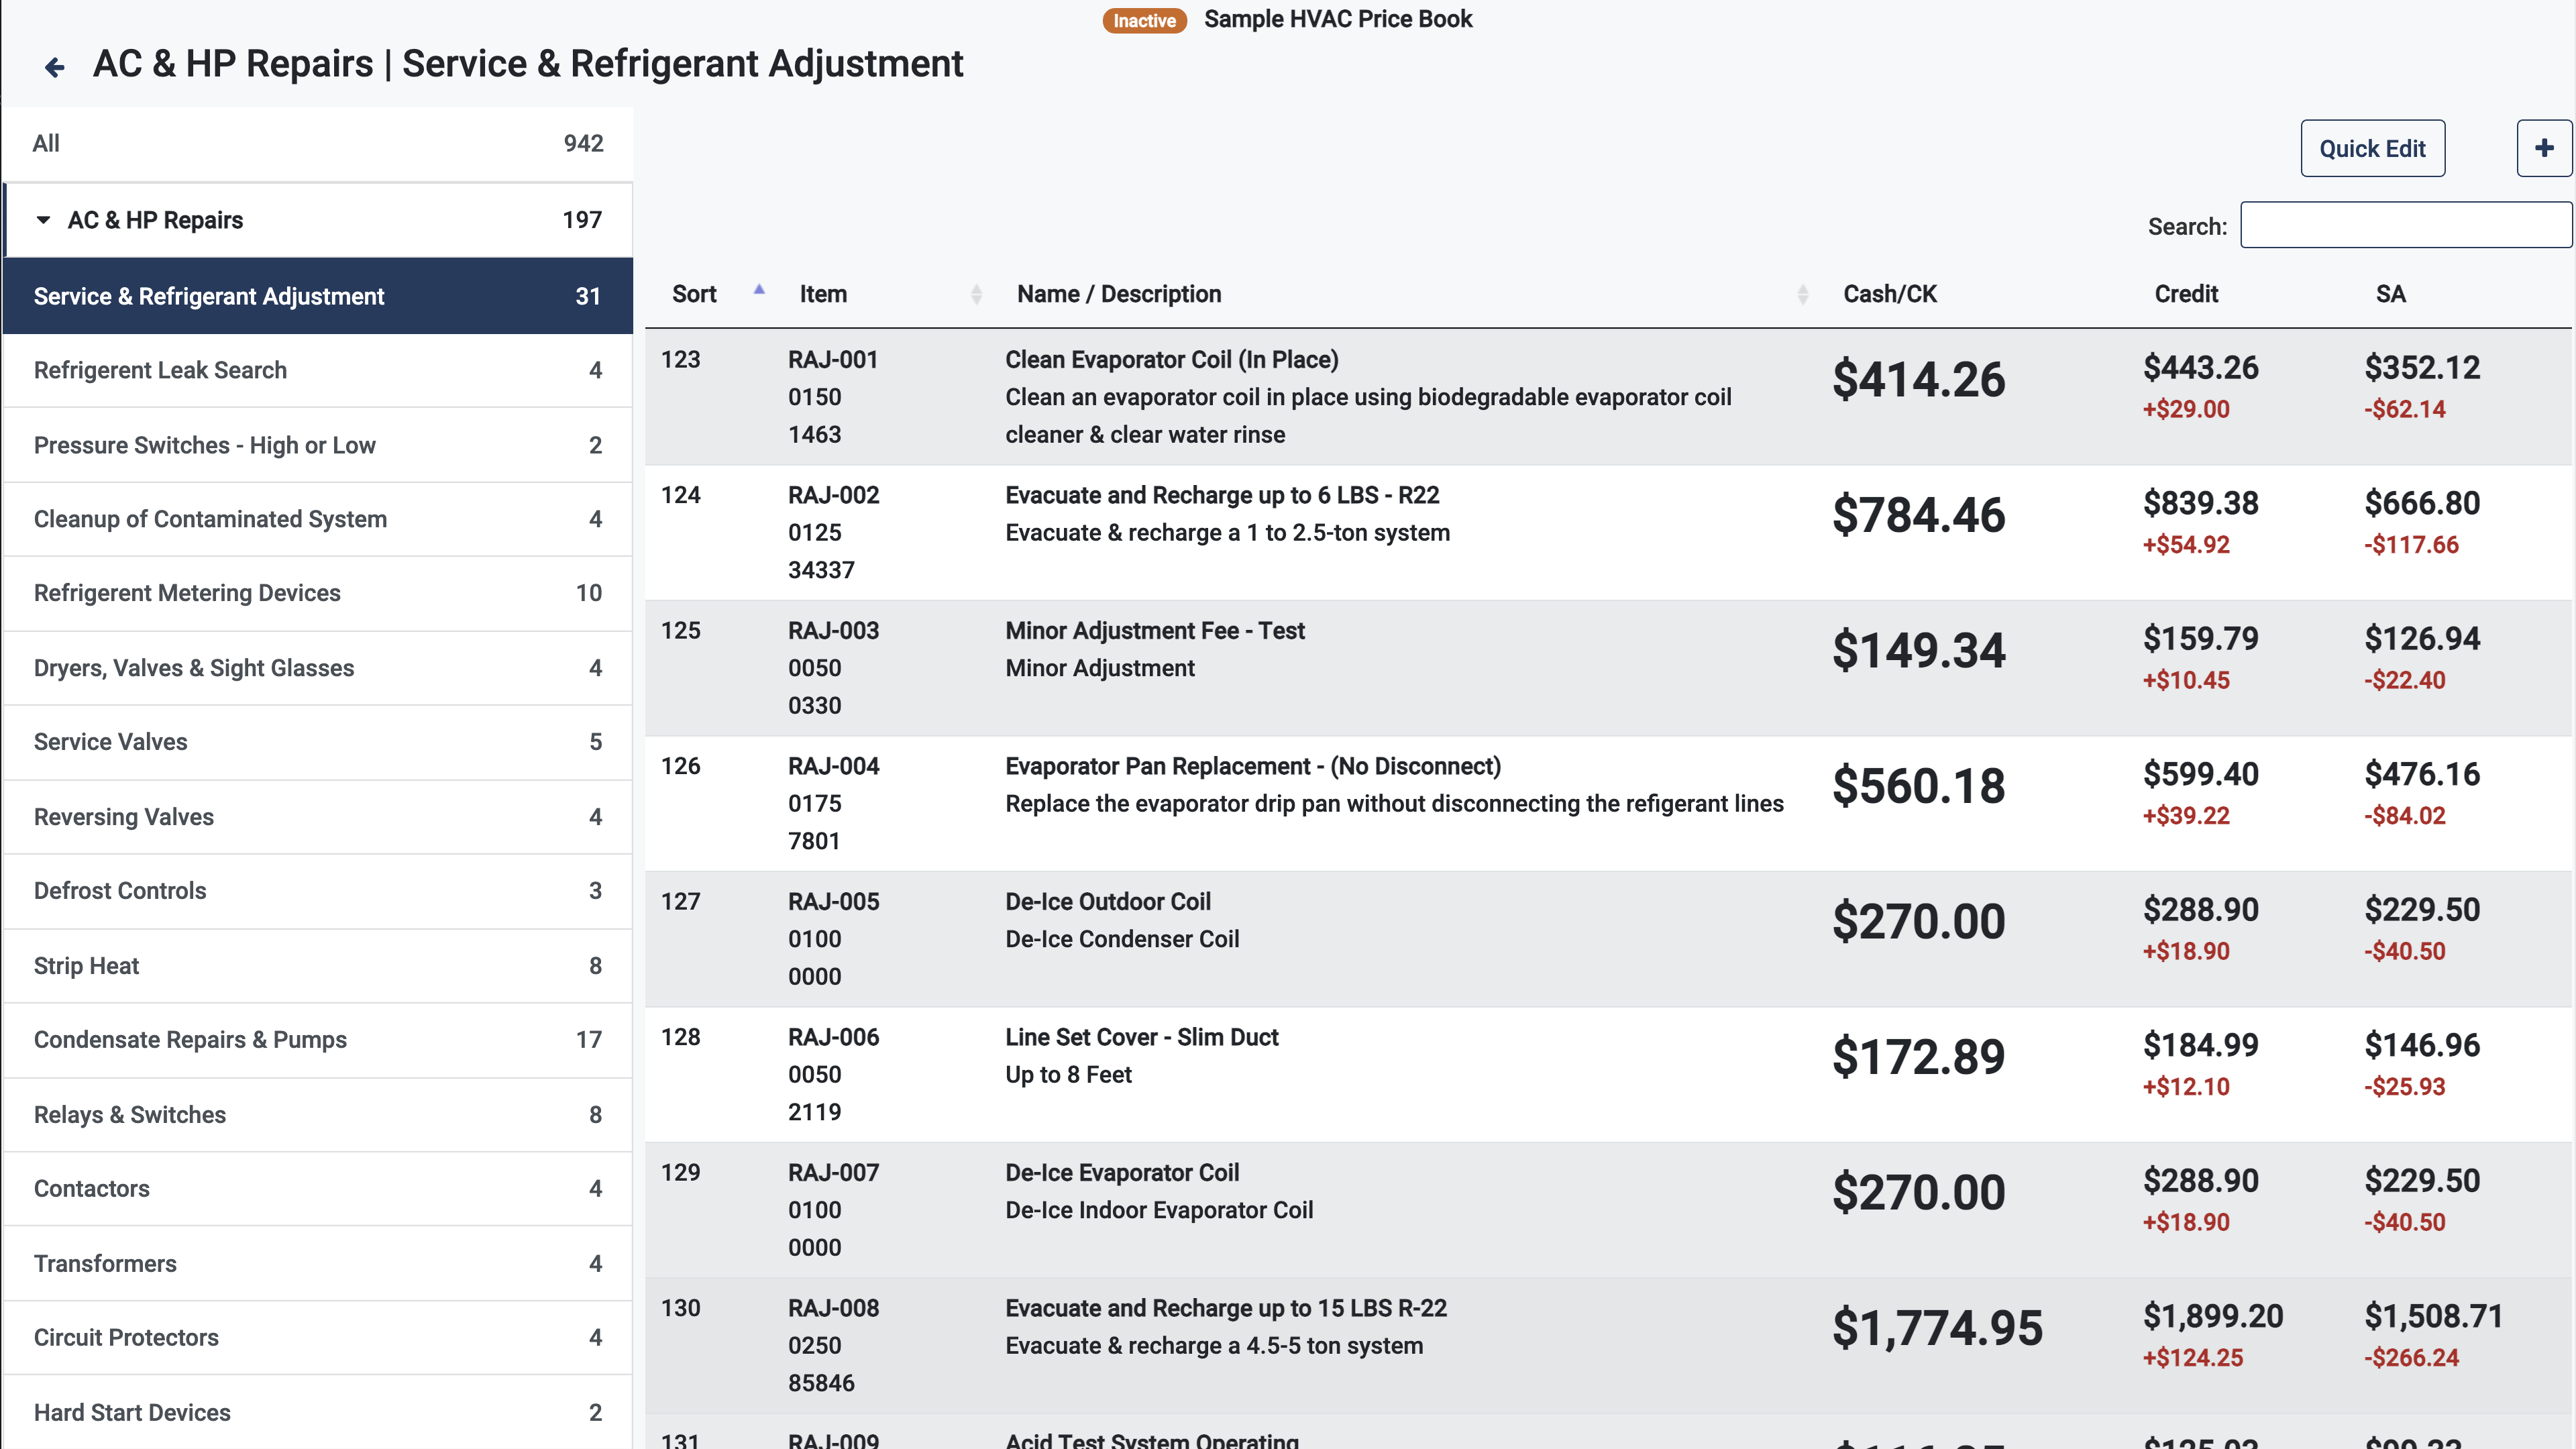 Inactive Sample HVAC Price Book
AC & HP Repairs | Service & Refrigerant Adjustment
All 942
AC & HP Repairs 197
Service & Refrigerant Adjustment 31
Refrigerent Leak Search 4
Pressure Switches - High or Low 2
Cleanup of Contaminated System 4
Refrigerent Metering Devices 10
Dryers, Valves & Sight Glasses 4
Service Valves 5
Reversing Valves 4
Defrost Controls 3
Strip Heat 8
Condensate Repairs & Pumps 17
Relays & Switches 8
Contactors 4
Transformers 4
Circuit Protectors 4
Hard Start Devices 2
Quick Edit +
Search:
Sort Item Name / Description Cash/CK Credit SA
123 RAJ-001 Clean Evaporator Coil (In Place) $414.26 $443.26 $352.12
0150 Clean an evaporator coil in place using biodegradable evaporator coil +$29.00 -$62.14
1463 cleaner & clear water rinse
124 RAJ-002 Evacuate and Recharge up to 6 LBS - R22 $784.46 $839.38 $666.80
0125 Evacuate & recharge a 1 to 2.5-ton system +$54.92 -$117.66
34337
125 RAJ-003 Minor Adjustment Fee - Test $149.34 $159.79 $126.94
0050 Minor Adjustment +$10.45 -$22.40
0330
126 RAJ-004 Evaporator Pan Replacement - (No Disconnect) $560.18 $599.40 $476.16
0175 Replace the evaporator drip pan without disconnecting the refigerant lines +$39.22 -$84.02
7801
127 RAJ-005 De-Ice Outdoor Coil $270.00 $288.90 $229.50
0100 De-Ice Condenser Coil +$18.90 -$40.50
0000
128 RAJ-006 Line Set Cover - Slim Duct $172.89 $184.99 $146.96
0050 Up to 8 Feet +$12.10 -$25.93
2119
129 RAJ-007 De-Ice Evaporator Coil $270.00 $288.90 $229.50
0100 De-Ice Indoor Evaporator Coil +$18.90 -$40.50
0000
130 RAJ-008 Evacuate and Recharge up to 15 LBS R-22 $1,774.95 $1,899.20 $1,508.71
0250 Evacuate & recharge a 4.5-5 ton system +$124.25 -$266.24
85846
131 RAJ-009 Acid Test System Operating